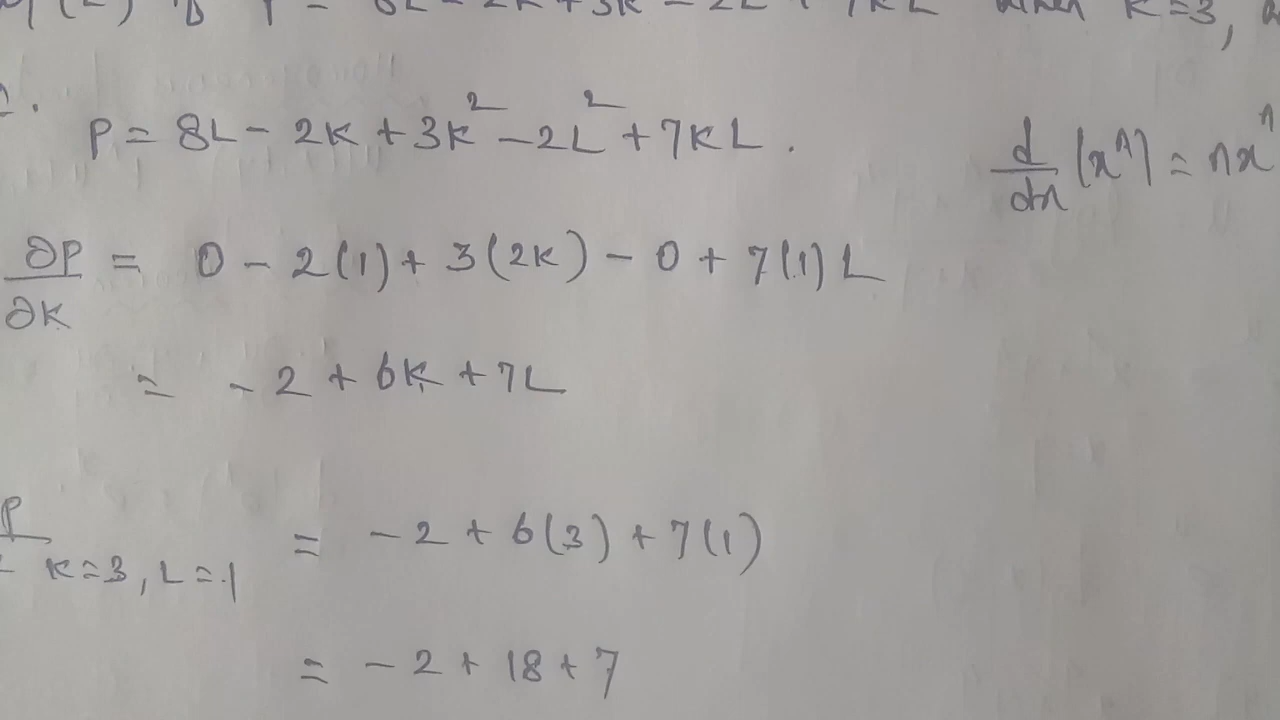 P = 8L - 2K + 3K² - 2L² + 7KL.
d/dx (xⁿ) = nxⁿ
∂P/∂K = 0 - 2(1) + 3(2K) - 0 + 7(1)L
= -2 + 6K + 7L
K=3, L=1 = -2 + 6(3) + 7(1)
= -2 + 18 + 7